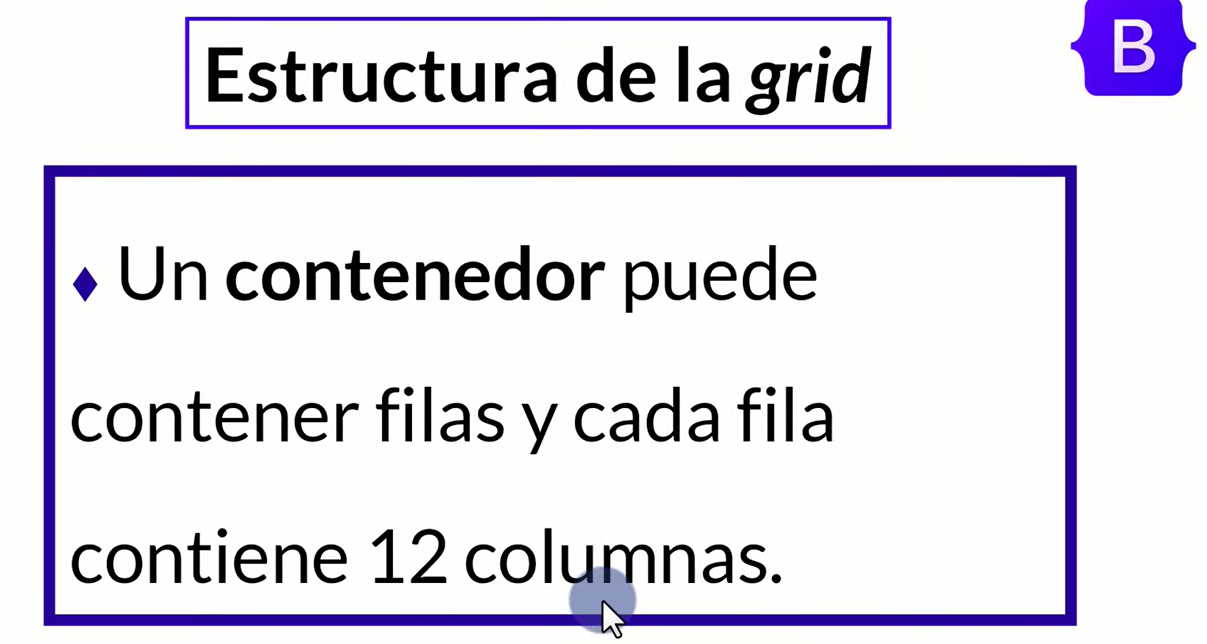 Estructura de la grid
B
♦ Un contenedor puede
contener filas y cada fila
contiene 12 columnas.